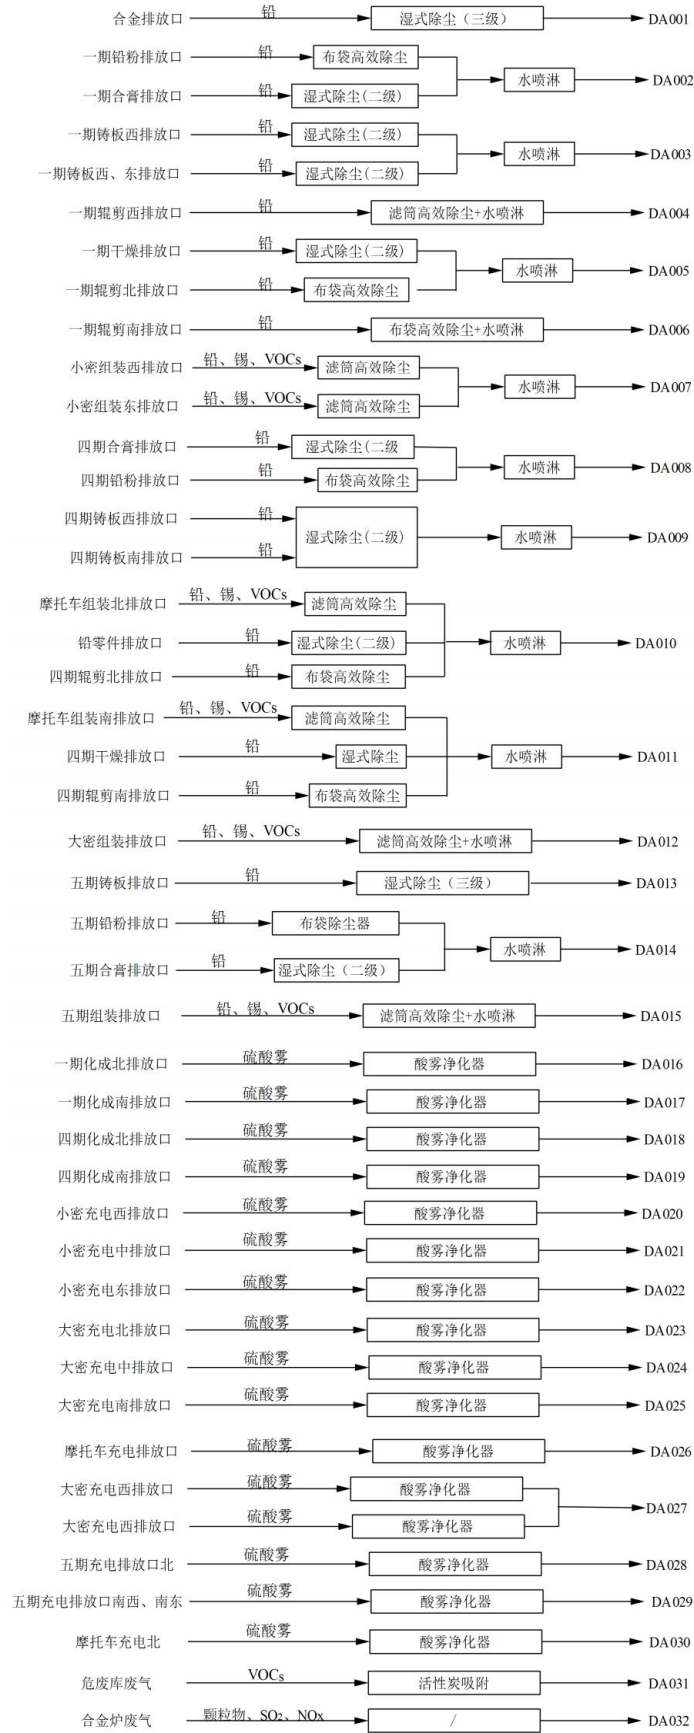 合金排放口 铅 湿式除尘（三级） DA001
一期铅粉排放口 铅 布袋高效除尘
水喷淋 DA002
一期合膏排放口 铅 湿式除尘(二级)
一期铸板西排放口 铅 湿式除尘(二级)
水喷淋 DA003
一期铸板西、东排放口 铅 湿式除尘(二级)
一期辊剪西排放口 铅 滤筒高效除尘+水喷淋 DA004
一期干燥排放口 铅 湿式除尘(二级)
水喷淋 DA005
一期辊剪北排放口 铅 布袋高效除尘
一期辊剪南排放口 铅 布袋高效除尘+水喷淋 DA006
小密组装西排放口 铅、锡、VOCs 滤筒高效除尘
水喷淋 DA007
小密组装东排放口 铅、锡、VOCs 滤筒高效除尘
四期合膏排放口 铅 湿式除尘(二级
水喷淋 DA008
四期铅粉排放口 铅 布袋高效除尘
四期铸板西排放口 铅
湿式除尘(二级) 水喷淋 DA009
四期铸板南排放口 铅
摩托车组装北排放口 铅、锡、VOCs 滤筒高效除尘
铅零件排放口 铅 湿式除尘(二级) 水喷淋 DA010
四期辊剪北排放口 铅 布袋高效除尘
摩托车组装南排放口 铅、锡、VOCs 滤筒高效除尘
四期干燥排放口 铅 湿式除尘 水喷淋 DA011
四期辊剪南排放口 铅 布袋高效除尘
大密组装排放口 铅、锡、VOCs 滤筒高效除尘+水喷淋 DA012
五期铸板排放口 铅 湿式除尘（三级） DA013
五期铅粉排放口 铅 布袋除尘器
水喷淋 DA014
五期合膏排放口 铅 湿式除尘（二级）
五期组装排放口 铅、锡、VOCs 滤筒高效除尘+水喷淋 DA015
一期化成北排放口 硫酸雾 酸雾净化器 DA016
一期化成南排放口 硫酸雾 酸雾净化器 DA017
四期化成北排放口 硫酸雾 酸雾净化器 DA018
四期化成南排放口 硫酸雾 酸雾净化器 DA019
小密充电西排放口 硫酸雾 酸雾净化器 DA020
小密充电中排放口 硫酸雾 酸雾净化器 DA021
小密充电东排放口 硫酸雾 酸雾净化器 DA022
大密充电北排放口 硫酸雾 酸雾净化器 DA023
大密充电中排放口 硫酸雾 酸雾净化器 DA024
大密充电南排放口 硫酸雾 酸雾净化器 DA025
摩托车充电排放口 硫酸雾 酸雾净化器 DA026
大密充电西排放口 硫酸雾 酸雾净化器
DA027
大密充电西排放口 硫酸雾 酸雾净化器
五期充电排放口北 硫酸雾 酸雾净化器 DA028
五期充电排放口南西、南东 硫酸雾 酸雾净化器 DA029
摩托车充电北 硫酸雾 酸雾净化器 DA030
危废库废气 VOCs 活性炭吸附 DA031
合金炉废气 颗粒物、SO₂、NOx / DA032